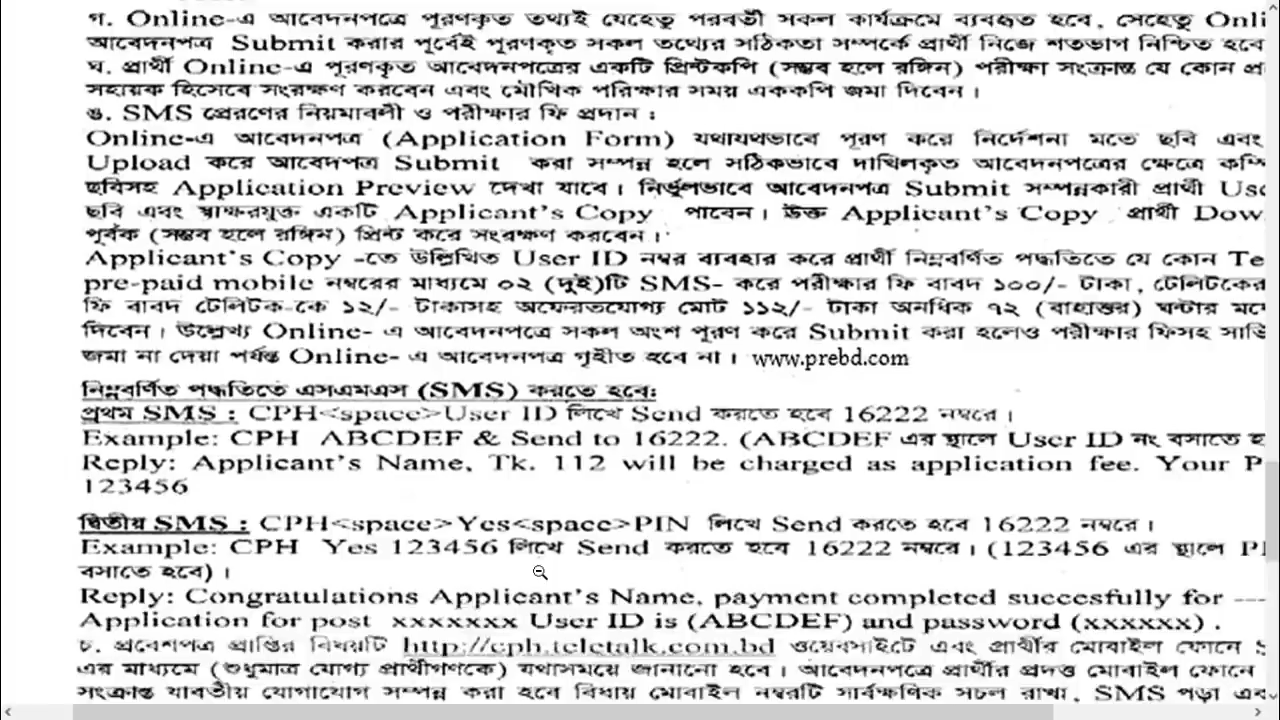 গ. Online-এ আবেদনপত্রে পূরণকৃত তথ্যই যেহেতু পরবর্তী সকল কার্যক্রমে ব্যবহৃত হবে, সেহেতু Onli
আবেদনপত্র Submit করার পূর্বেই পূরণকৃত সকল তথ্যের সঠিকতা সম্পর্কে প্রার্থী নিজে শতভাগ নিশ্চিত হবে
ঘ. প্রার্থী Online-এ পূরণকৃত আবেদনপত্রের একটি প্রিন্টকপি (সম্ভব হলে রঙ্গিন) পরীক্ষা সংক্রান্ত যে কোন প্র
সহায়ক হিসেবে সংরক্ষণ করবেন এবং মৌখিক পরিক্ষার সময় এককপি জমা দিবেন।
ঙ. SMS প্রেরণের নিয়মাবলী ও পরীক্ষার ফি প্রদান :
Online-এ আবেদনপত্র (Application Form) যথাযথভাবে পূরণ করে নির্দেশনা মতে ছবি এবং
Upload করে আবেদপত্র Submit করা সম্পন্ন হলে সঠিকভাবে দাখিলকৃত আবেদনপত্রের ক্ষেত্রে কম্পি
ছবিসহ Application Preview দেখা যাবে। নির্ভুলভাবে আবেদনপত্র Submit সম্পন্নকারী প্রার্থী Use
ছবি এবং স্বাক্ষরযুক্ত একটি Applicant's Copy পাবেন। উক্ত Applicant's Copy প্রার্থী Dow
পূর্বক (সম্ভব হলে রঙ্গিন) প্রিন্ট করে সংরক্ষণ করবেন।
Applicant's Copy -তে উল্লিখিত User ID নম্বর ব্যবহার করে প্রার্থী নিম্নবর্ণিত পদ্ধতিতে যে কোন Te
pre-paid mobile নম্বরের মাধ্যমে ০২ (দুই)টি SMS- করে পরীক্ষার ফি বাবদ ১০০/- টাকা, টেলিটকের
ফি বাবদ টেলিটক-কে ১২/- টাকাসহ অফেরতযোগ্য মোট ১১২/- টাকা অনধিক ৭২ (বাহাত্তর) ঘন্টার মধ্যে
দিবেন। উল্লেখ্য Online- এ আবেদনপত্রে সকল অংশ পূরণ করে Submit করা হলেও পরীক্ষার ফিসহ সার্ভি
জমা না দেয়া পর্যন্ত Online- এ আবেদনপত্র গৃহীত হবে না। www.prebd.com
নিম্নবর্ণিত পদ্ধতিতে এসএমএস (SMS) করতে হবে:
প্রথম SMS : CPH<space>User ID লিখে Send করতে হবে 16222 নম্বরে।
Example: CPH ABCDEF & Send to 16222. (ABCDEF এর স্থালে User ID নং বসাতে হ
Reply: Applicant's Name, Tk. 112 will be charged as application fee. Your P
123456
দ্বিতীয় SMS : CPH<space>Yes<space>PIN লিখে Send করতে হবে 16222 নম্বরে।
Example: CPH Yes 123456 লিখে Send করতে হবে 16222 নম্বরে। (123456 এর স্থালে PI
বসাতে হবে)।
Reply: Congratulations Applicant's Name, payment completed succesfully for ---
Application for post xxxxxxx User ID is (ABCDEF) and password (xxxxxx) .
চ. প্রবেশপত্র প্রাপ্তির বিষয়টি http://cph.teletalk.com.bd ওয়েবসাইটে এবং প্রার্থীর মোবাইল ফোনে S
এর মাধ্যমে (শুধুমাত্র যোগ্য প্রার্থীগণকে) যথাসময়ে জানানো হবে। আবেদনপত্রে প্রার্থীর প্রদত্ত মোবাইল ফোনে
সংক্রান্ত যাবতীয় যোগাযোগ সম্পন্ন করা হবে বিধায় মোবাইল নম্বরটি সার্বক্ষণিক সচল রাখা, SMS পড়া এব